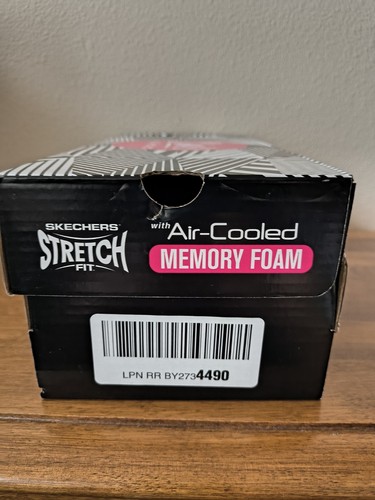 SKECHERS
STRETCH
FIT
with Air-Cooled
MEMORY FOAM
LPN RR BY2734490